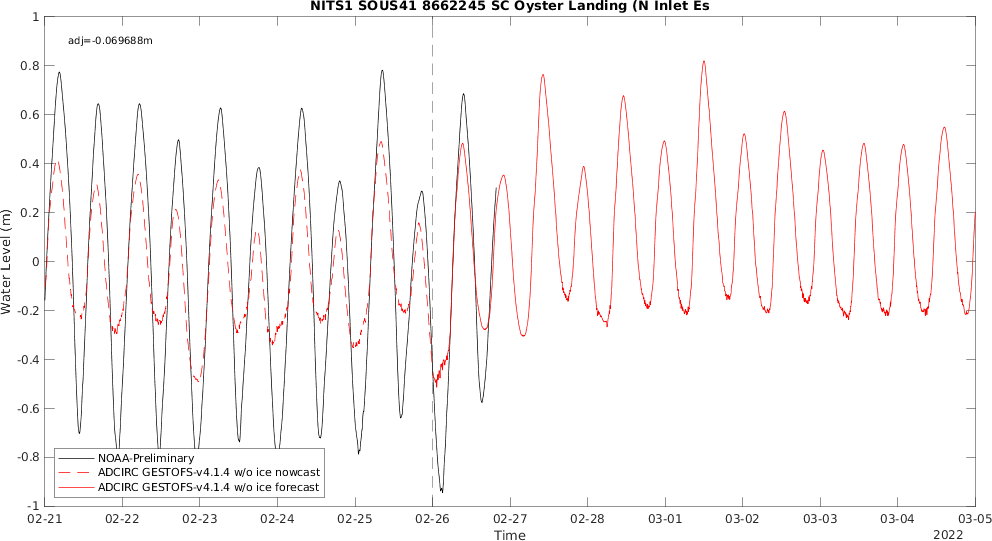 NITS1 SOUS41 8662245 SC Oyster Landing (N Inlet Es
adj=-0.069688m
Water Level (m)
1
0.8
0.6
0.4
0.2
0
-0.2
-0.4
-0.6
-0.8
-1
NOAA-Preliminary
ADCIRC GESTOFS-v4.1.4 w/o ice nowcast
ADCIRC GESTOFS-v4.1.4 w/o ice forecast
02-21 02-22 02-23 02-24 02-25 02-26 02-27 02-28 03-01 03-02 03-03 03-04 03-05
Time
2022